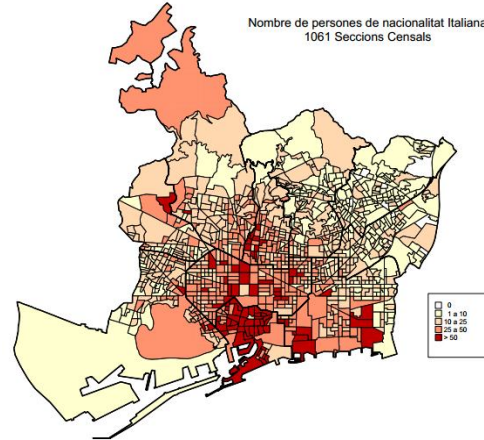 Nombre de persones de nacionalitat Italiana
1061 Seccions Censals
0
1 a 10
10 a 25
25 a 50
> 50